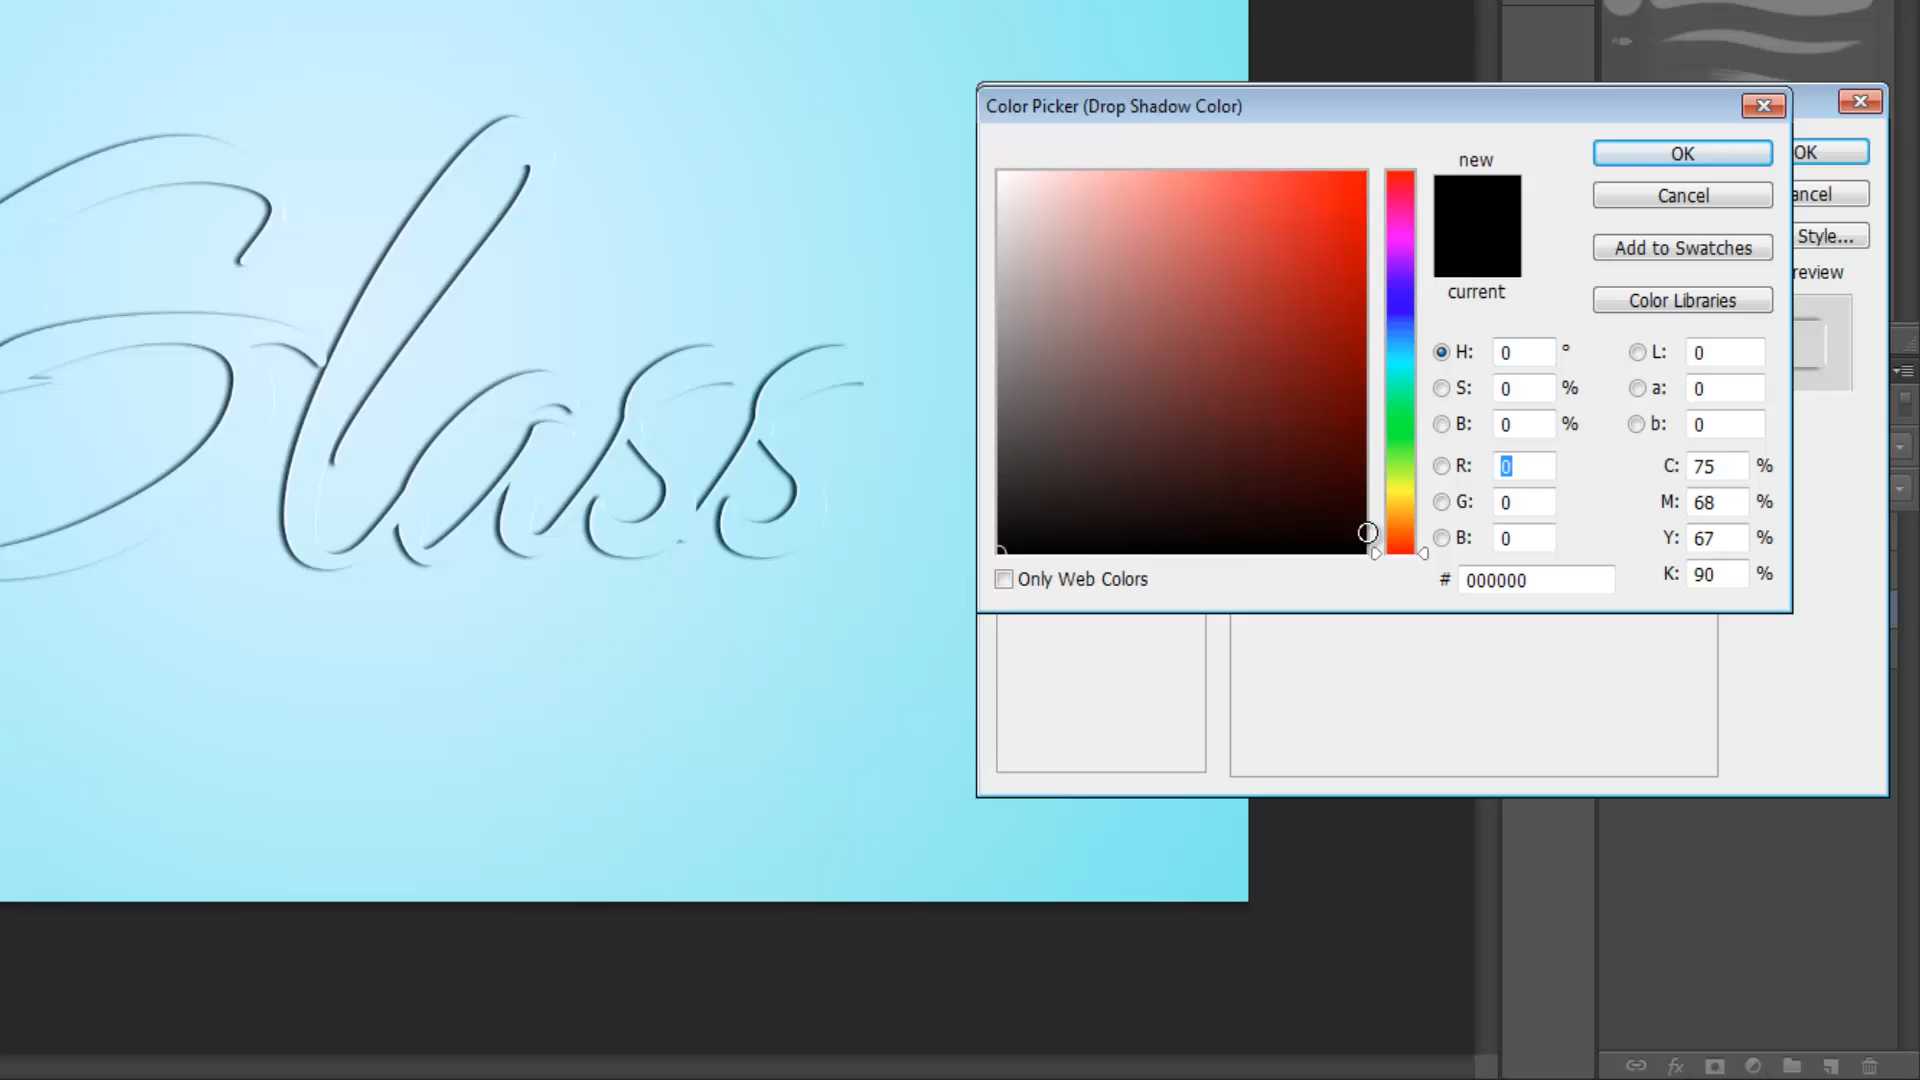 Glass
Color Picker (Drop Shadow Color)
new
current
OK
Cancel
Add to Swatches
Color Libraries
H: 0 °
S: 0 %
B: 0 %
R: 0
G: 0
B: 0
# 000000
L: 0
a: 0
b: 0
C: 75 %
M: 68 %
Y: 67 %
K: 90 %
Only Web Colors
OK
ancel
Style...
review
fx